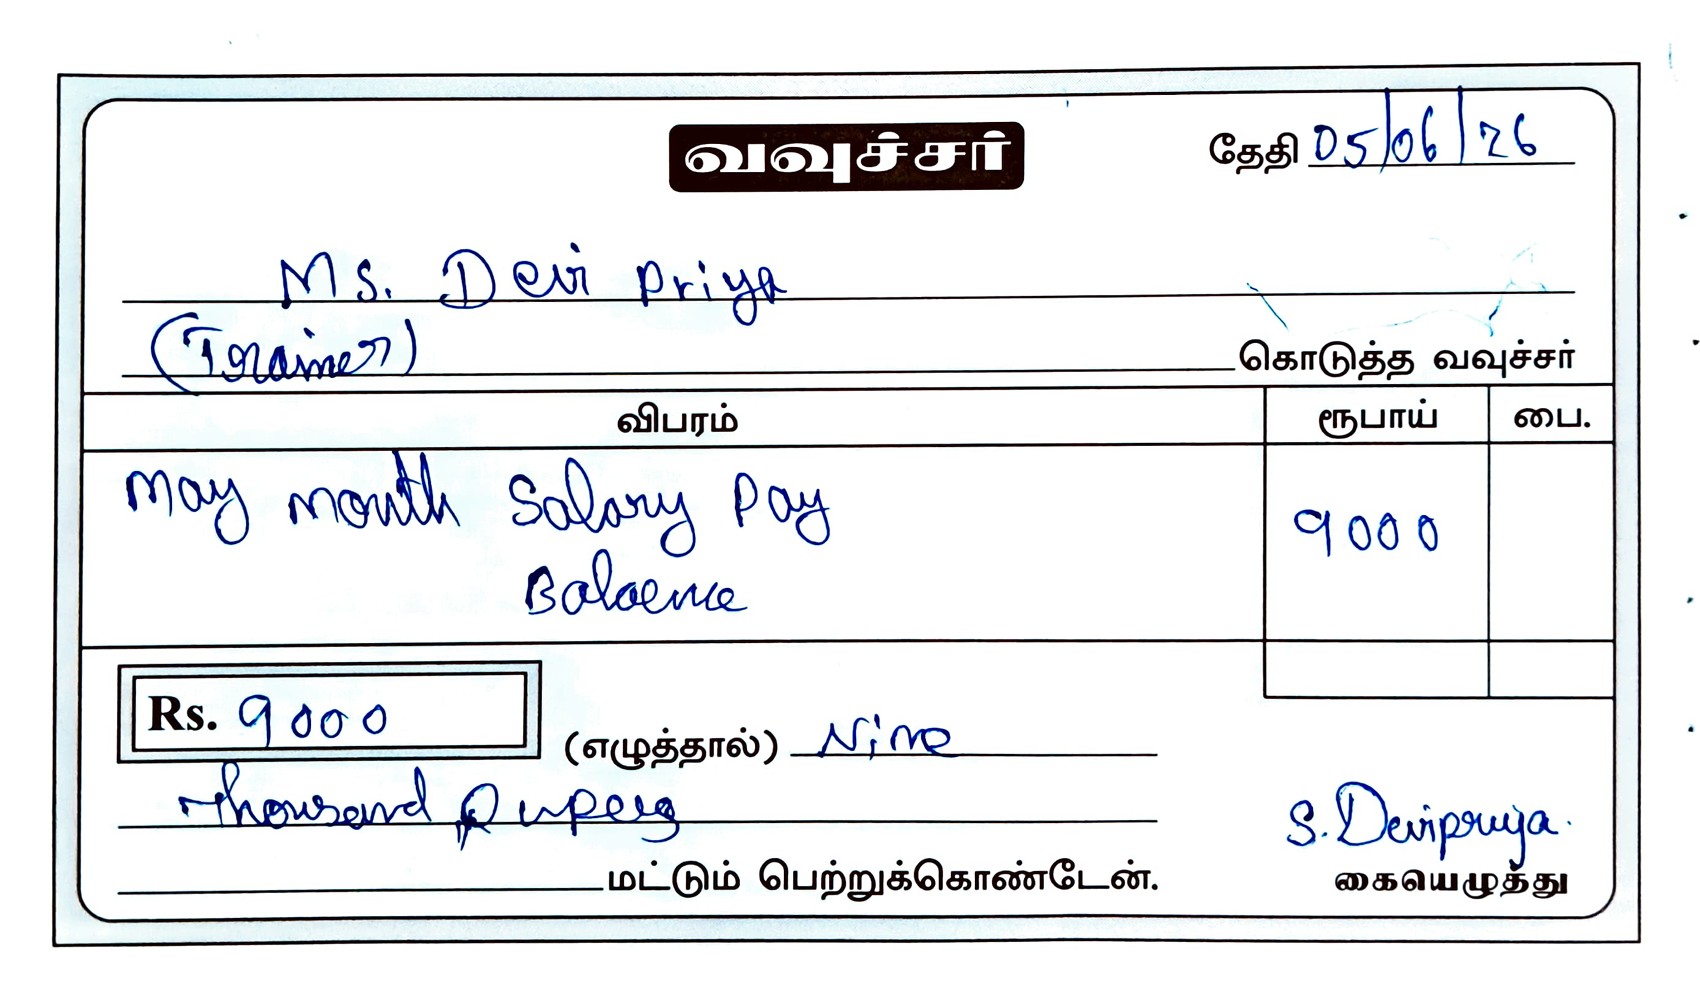 வவுச்சர்
தேதி 05/06/26
Ms. Devi Priya
(Trainer)
கொடுத்த வவுச்சர்
விபரம் ரூபாய் பை.
May month Salary Pay 9000
Balaence
Rs. 9000
(எழுத்தால்) Nine
Thousand Rupees
S. Devipriya.
மட்டும் பெற்றுக்கொண்டேன். கையெழுத்து